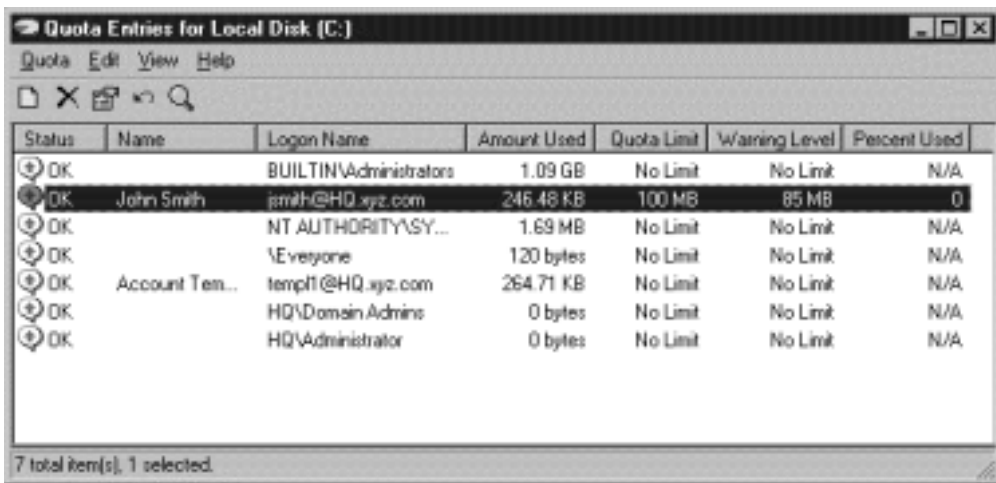 Quota Entries for Local Disk (C:)
Quota Edit View Help
Status Name Logon Name Amount Used Quota Limit Warning Level Percent Used
OK BUILTIN\Administrators 1.09 GB No Limit No Limit N/A
OK John Smith jsmith@HQ.xyz.com 246.48 KB 100 MB 85 MB 0
OK NT AUTHORITY\SY... 1.69 MB No Limit No Limit N/A
OK \Everyone 120 bytes No Limit No Limit N/A
OK Account Tem... templ1@HQ.xyz.com 264.71 KB No Limit No Limit N/A
OK HQ\Domain Admins 0 bytes No Limit No Limit N/A
OK HQ\Administrator 0 bytes No Limit No Limit N/A
7 total item(s), 1 selected.